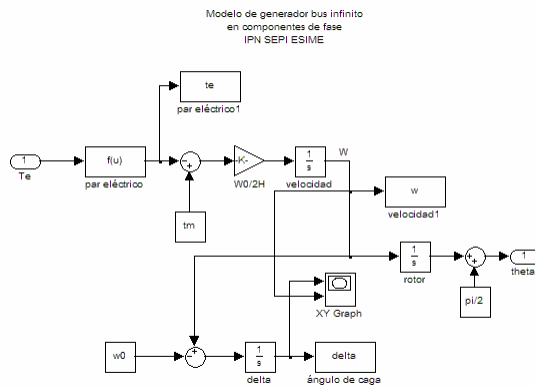 Modelo de generador bus infinito
en componentes de fase
IPN SEPI ESIME
te
par eléctrico1
1
Te
f(u)
par eléctrico
-K-
W0/2H
1
s
velocidad
W
tm
w
velocidad1
1
s
rotor
1
theta
pi/2
XY Graph
w0
1
s
delta
delta
ángulo de caga